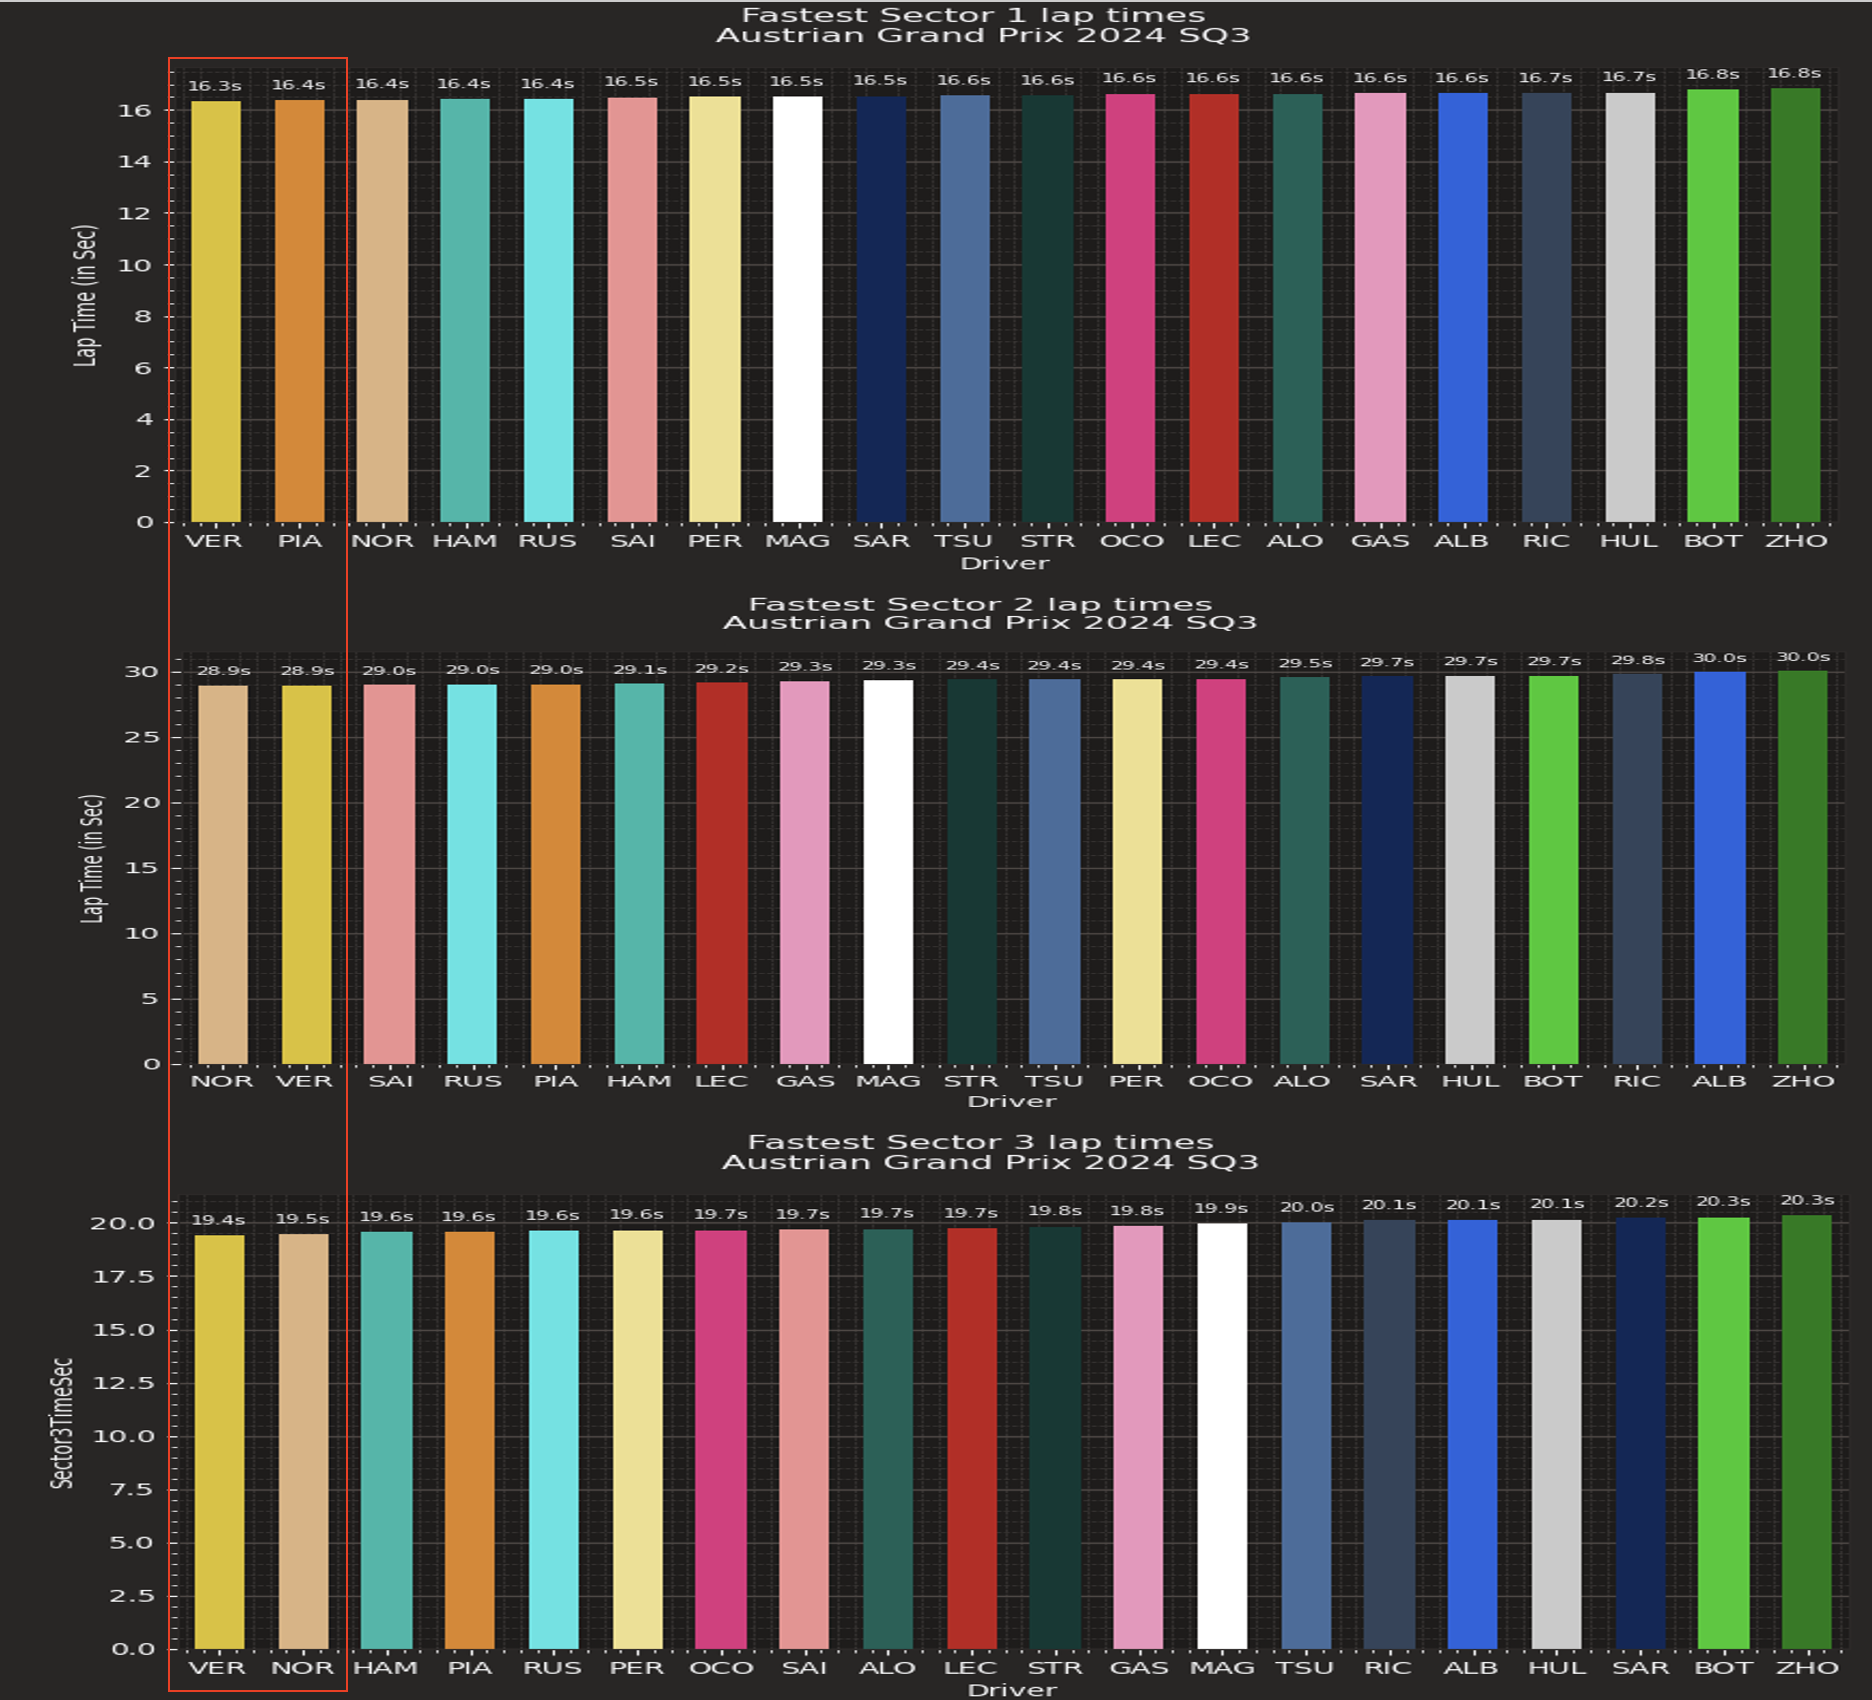 Fastest Sector 1 lap times
Austrian Grand Prix 2024 SQ3
16.3s 16.4s 16.4s 16.4s 16.4s 16.5s 16.5s 16.5s 16.5s 16.6s 16.6s 16.6s 16.6s 16.6s 16.6s 16.6s 16.7s 16.7s 16.8s 16.8s
16
14
12
10
8
6
4
2
0
Lap Time (in Sec)
VER PIA NOR HAM RUS SAI PER MAG SAR TSU STR OCO LEC ALO GAS ALB RIC HUL BOT ZHO
Driver
Fastest Sector 2 lap times
Austrian Grand Prix 2024 SQ3
28.9s 28.9s 29.0s 29.0s 29.0s 29.1s 29.2s 29.3s 29.3s 29.4s 29.4s 29.4s 29.4s 29.5s 29.7s 29.7s 29.7s 29.8s 30.0s 30.0s
30
25
20
15
10
5
0
Lap Time (in Sec)
NOR VER SAI RUS PIA HAM LEC GAS MAG STR TSU PER OCO ALO SAR HUL BOT RIC ALB ZHO
Driver
Fastest Sector 3 lap times
Austrian Grand Prix 2024 SQ3
19.4s 19.5s 19.6s 19.6s 19.6s 19.6s 19.7s 19.7s 19.7s 19.7s 19.8s 19.8s 19.9s 20.0s 20.1s 20.1s 20.1s 20.2s 20.3s 20.3s
20.0
17.5
15.0
12.5
10.0
7.5
5.0
2.5
0.0
Sector3TimeSec
VER NOR HAM PIA RUS PER OCO SAI ALO LEC STR GAS MAG TSU RIC ALB HUL SAR BOT ZHO
Driver